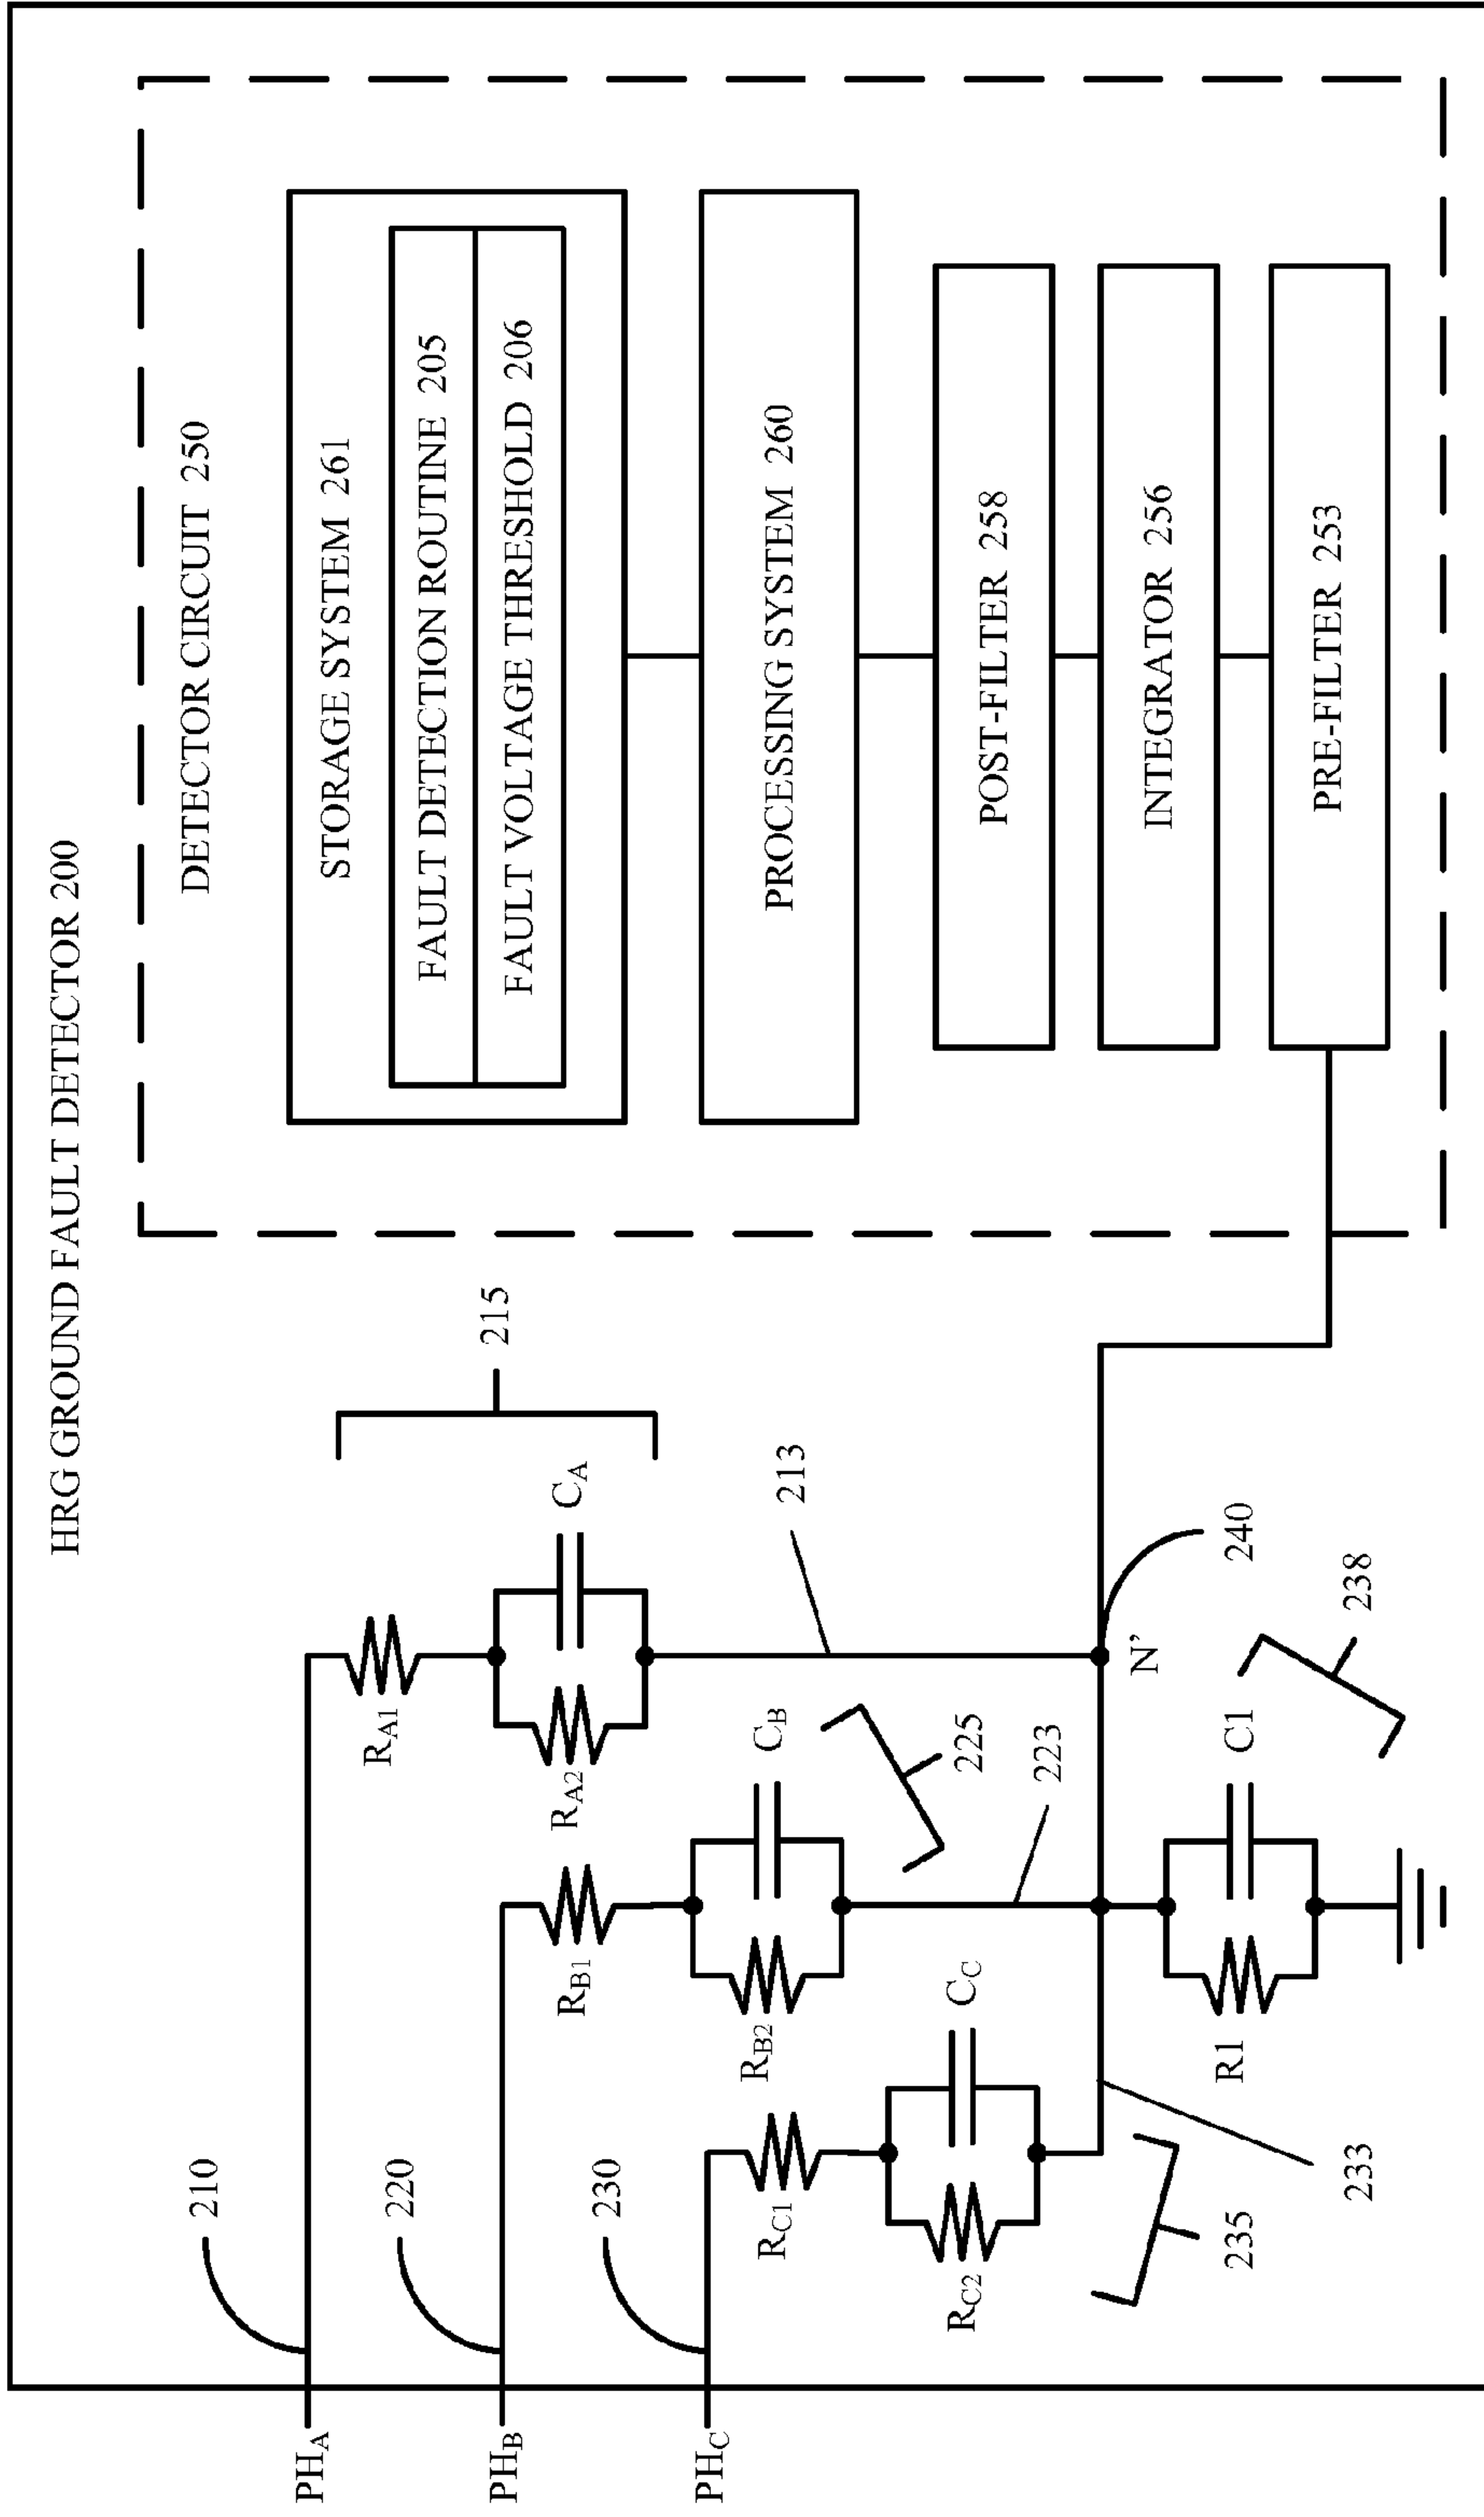 HRG GROUND FAULT DETECTOR 200
DETECTOR CIRCUIT 250
STORAGE SYSTEM 261
FAULT DETECTION ROUTINE 205
FAULT VOLTAGE THRESHOLD 206
PROCESSING SYSTEM 260
POST-FILTER 258
INTEGRATOR 256
PRE-FILTER 253
PHA
210
RA1
RA2
CA
215
213
PHB
220
RB1
RB2
CB
225
223
PHC
230
RC1
RC2
CC
235
233
N'
240
R1
C1
238